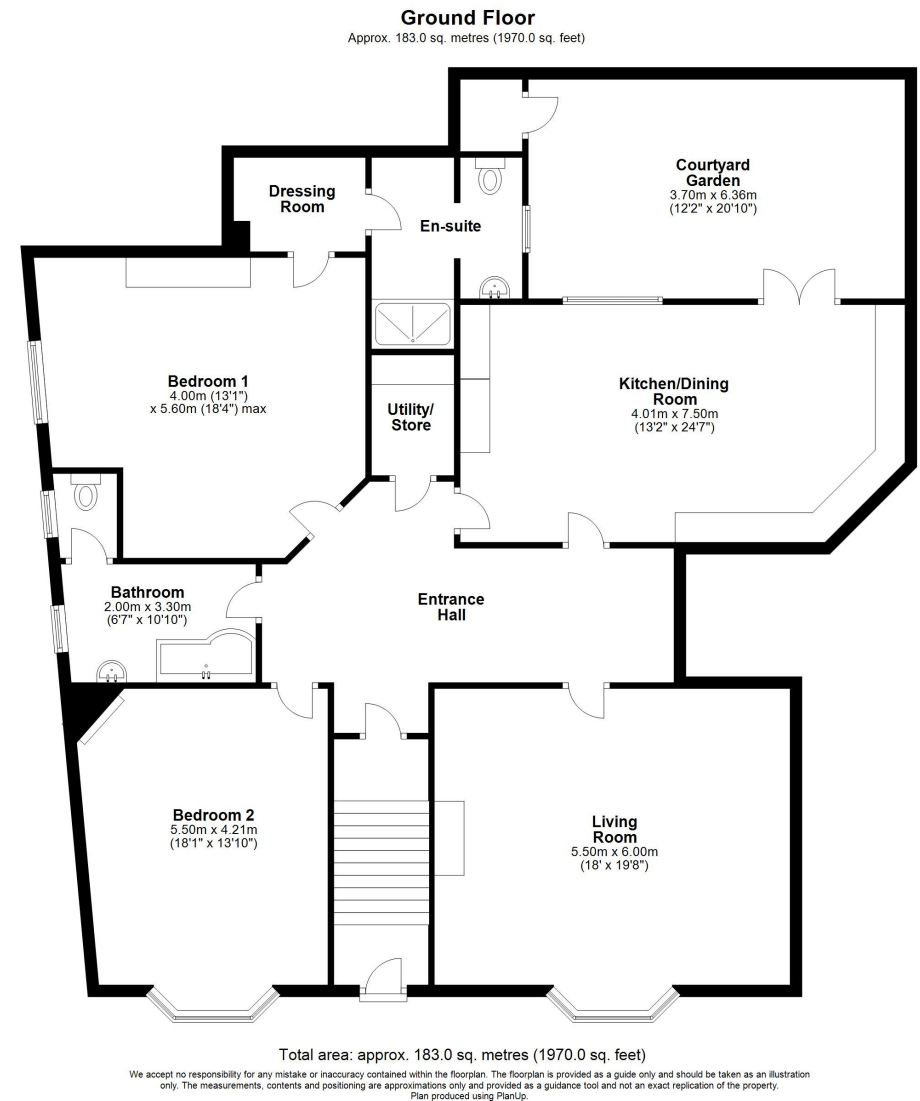 Ground Floor
Approx. 183.0 sq. metres (1970.0 sq. feet)
Courtyard
Garden
3.70m x 6.36m
(12'2" x 20'10")
Dressing
Room
En-suite
Bedroom 1
4.00m (13'1")
x 5.60m (18'4") max
Kitchen/Dining
Room
4.01m x 7.50m
(13'2" x 24'7")
Utility/
Store
Bathroom
2.00m x 3.30m
(6'7" x 10'10")
Entrance
Hall
Bedroom 2
5.50m x 4.21m
(18'1" x 13'10")
Living
Room
5.50m x 6.00m
(18' x 19'8")
Total area: approx. 183.0 sq. metres (1970.0 sq. feet)
We accept no responsibility for any mistake or inaccuracy contained within the floorplan. The floorplan is provided as a guide only and should be taken as an illustration
only. The measurements, contents and positioning are approximations only and provided as a guidance tool and not an exact replication of the property.
Plan produced using PlanUp.